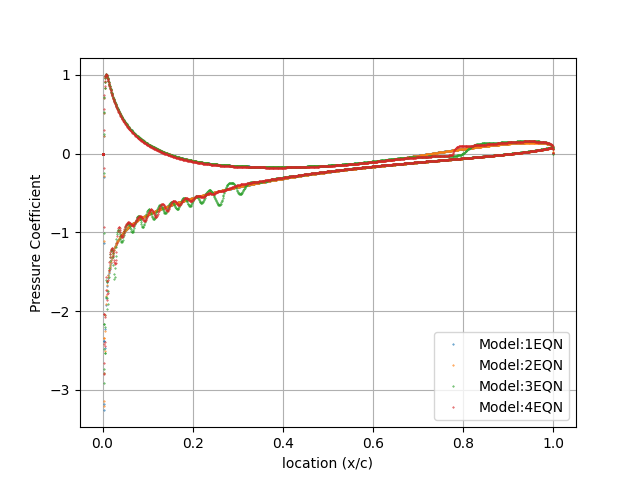 1
0
−1
−2
−3
Pressure Coefficient
0.0 0.2 0.4 0.6 0.8 1.0
location (x/c)
Model:1EQN
Model:2EQN
Model:3EQN
Model:4EQN